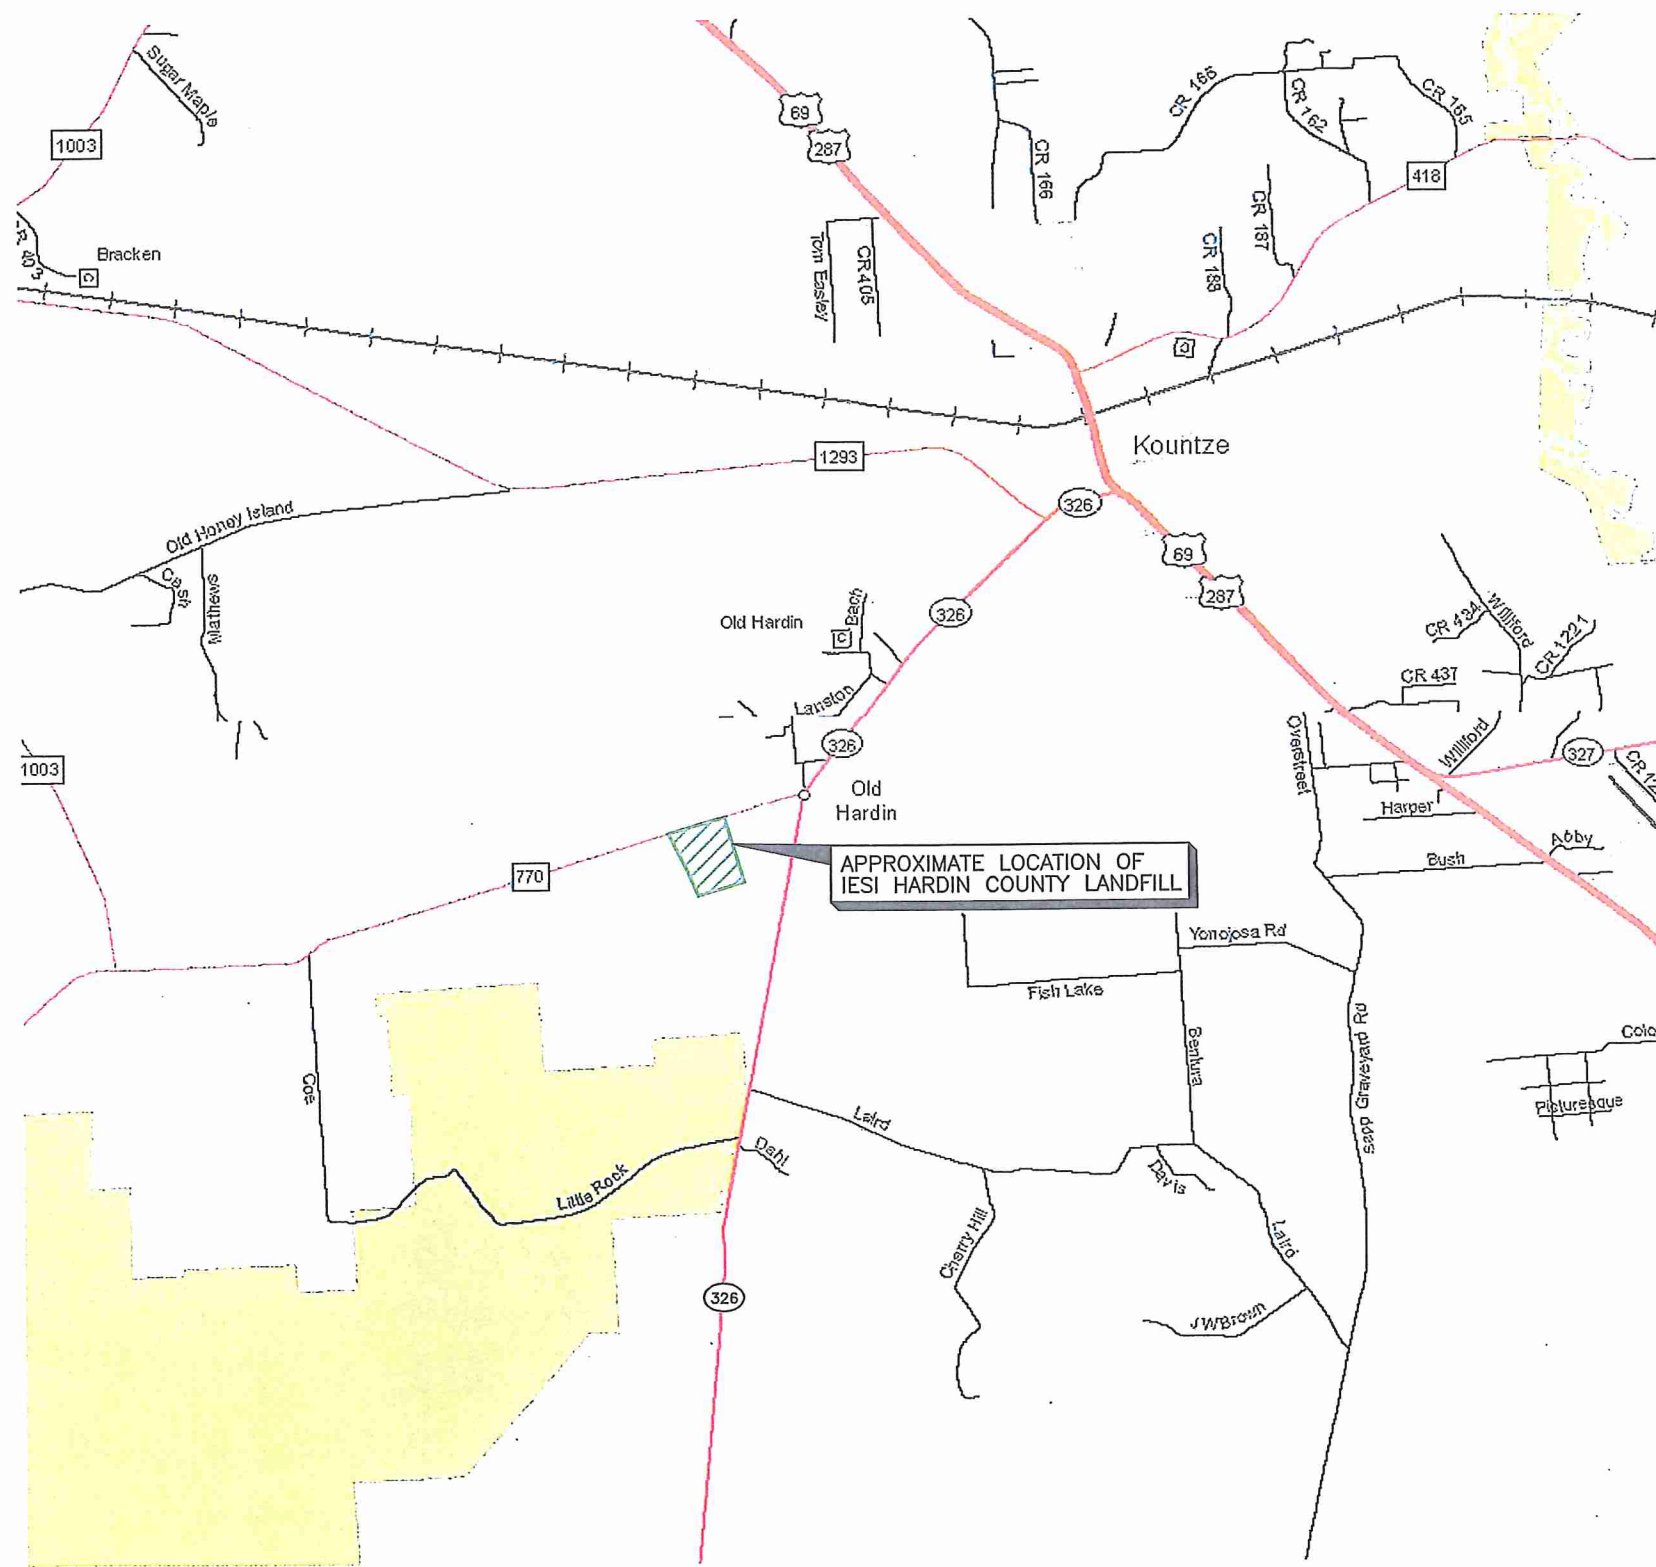 Sugar Maple
1003
69
287
CR 166
CR 162
CR 165
CR 166
418
CR 187
CR 188
Bracken
C
Tom Easley
CR 405
1293
Kountze
326
Old Honey Island
Cash
Mathews
69
287
326
Old Hardin
C
Bach
Lanston
326
CR 434
Williford
CR 1221
CR 437
Overstreet
Williford
327
1003
Old
Hardin
Harper
Abby
Bush
APPROXIMATE LOCATION OF
IESI HARDIN COUNTY LANDFILL
770
Yonojosa Rd
Fish Lake
Coe
Bentura
Sapp Graveyard Rd
Colo
Picturesque
Laird
Dahl
Little Rock
Davis
Cherry Hill
Laird
326
JWBrown